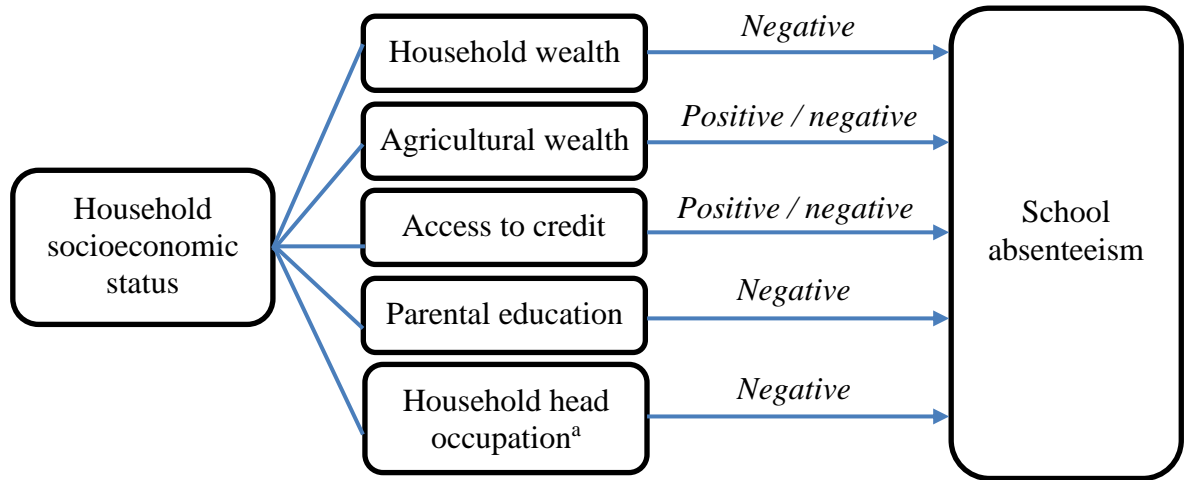 Household
socioeconomic
status
Household wealth
Negative
Agricultural wealth
Positive / negative
Access to credit
Positive / negative
Parental education
Negative
Household head
occupationᵃ
Negative
School
absenteeism